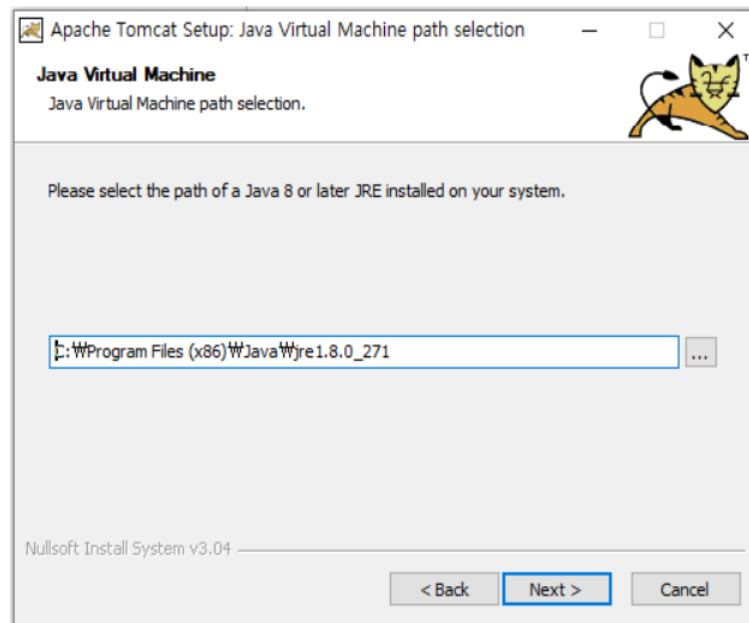 Apache Tomcat Setup: Java Virtual Machine path selection
Java Virtual Machine
Java Virtual Machine path selection.
TM
Please select the path of a Java 8 or later JRE installed on your system.
C:₩Program Files (x86)₩Java₩jre1.8.0_271
...
Nullsoft Install System v3.04
< Back
Next >
Cancel